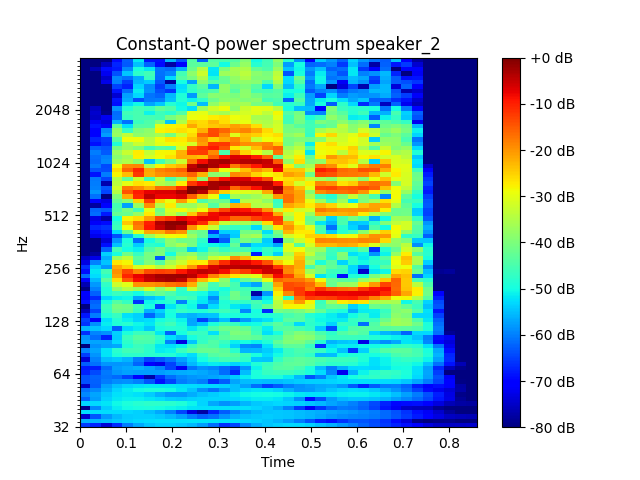 Constant-Q power spectrum speaker_2
Hz
2048
1024
512
256
128
64
32
0 0.1 0.2 0.3 0.4 0.5 0.6 0.7 0.8
Time
+0 dB
-10 dB
-20 dB
-30 dB
-40 dB
-50 dB
-60 dB
-70 dB
-80 dB